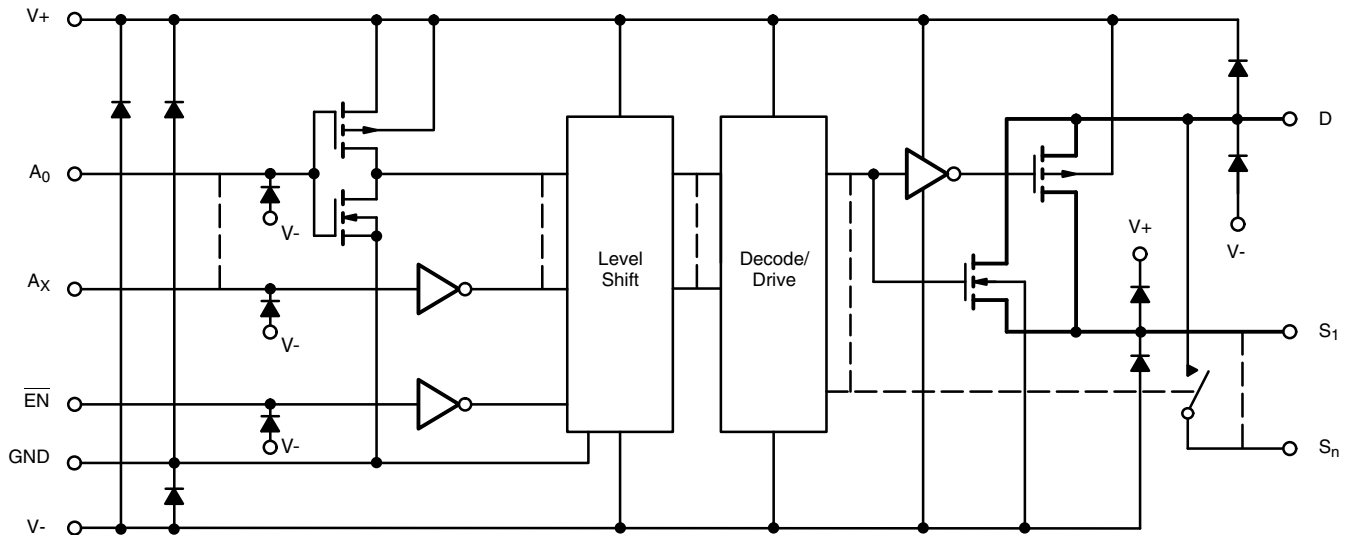 V+
D
A0
V-
V+
V-
Level
Shift
Decode/
Drive
AX
V-
S1
EN
V-
GND
Sn
V-